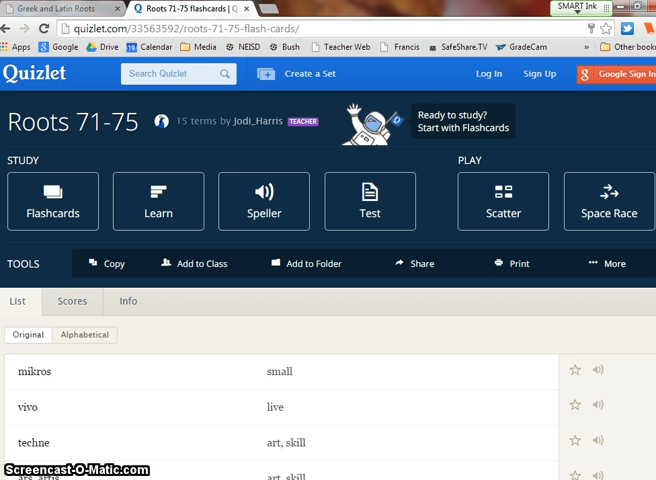 Greek and Latin Roots
Roots 71-75 flashcards | Q
SMART Ink
quizlet.com/33563592/roots-71-75-flash-cards/
Apps
Google
Drive
Calendar
Media
NEISD
Bush
Teacher Web
Francis
SafeShare.TV
GradeCam
Other book
Quizlet
Search Quizlet
Create a Set
Log In
Sign Up
Google Sign In
Roots 71-75
15 terms by Jodi_Harris TEACHER
Ready to study?
Start with Flashcards
STUDY
PLAY
Flashcards
Learn
Speller
Test
Scatter
Space Race
TOOLS
Copy
Add to Class
Add to Folder
Share
Print
More
List
Scores
Info
Original
Alphabetical
mikros small
vivo live
techne art, skill
ars, artis art, skill
Screencast-O-Matic.com